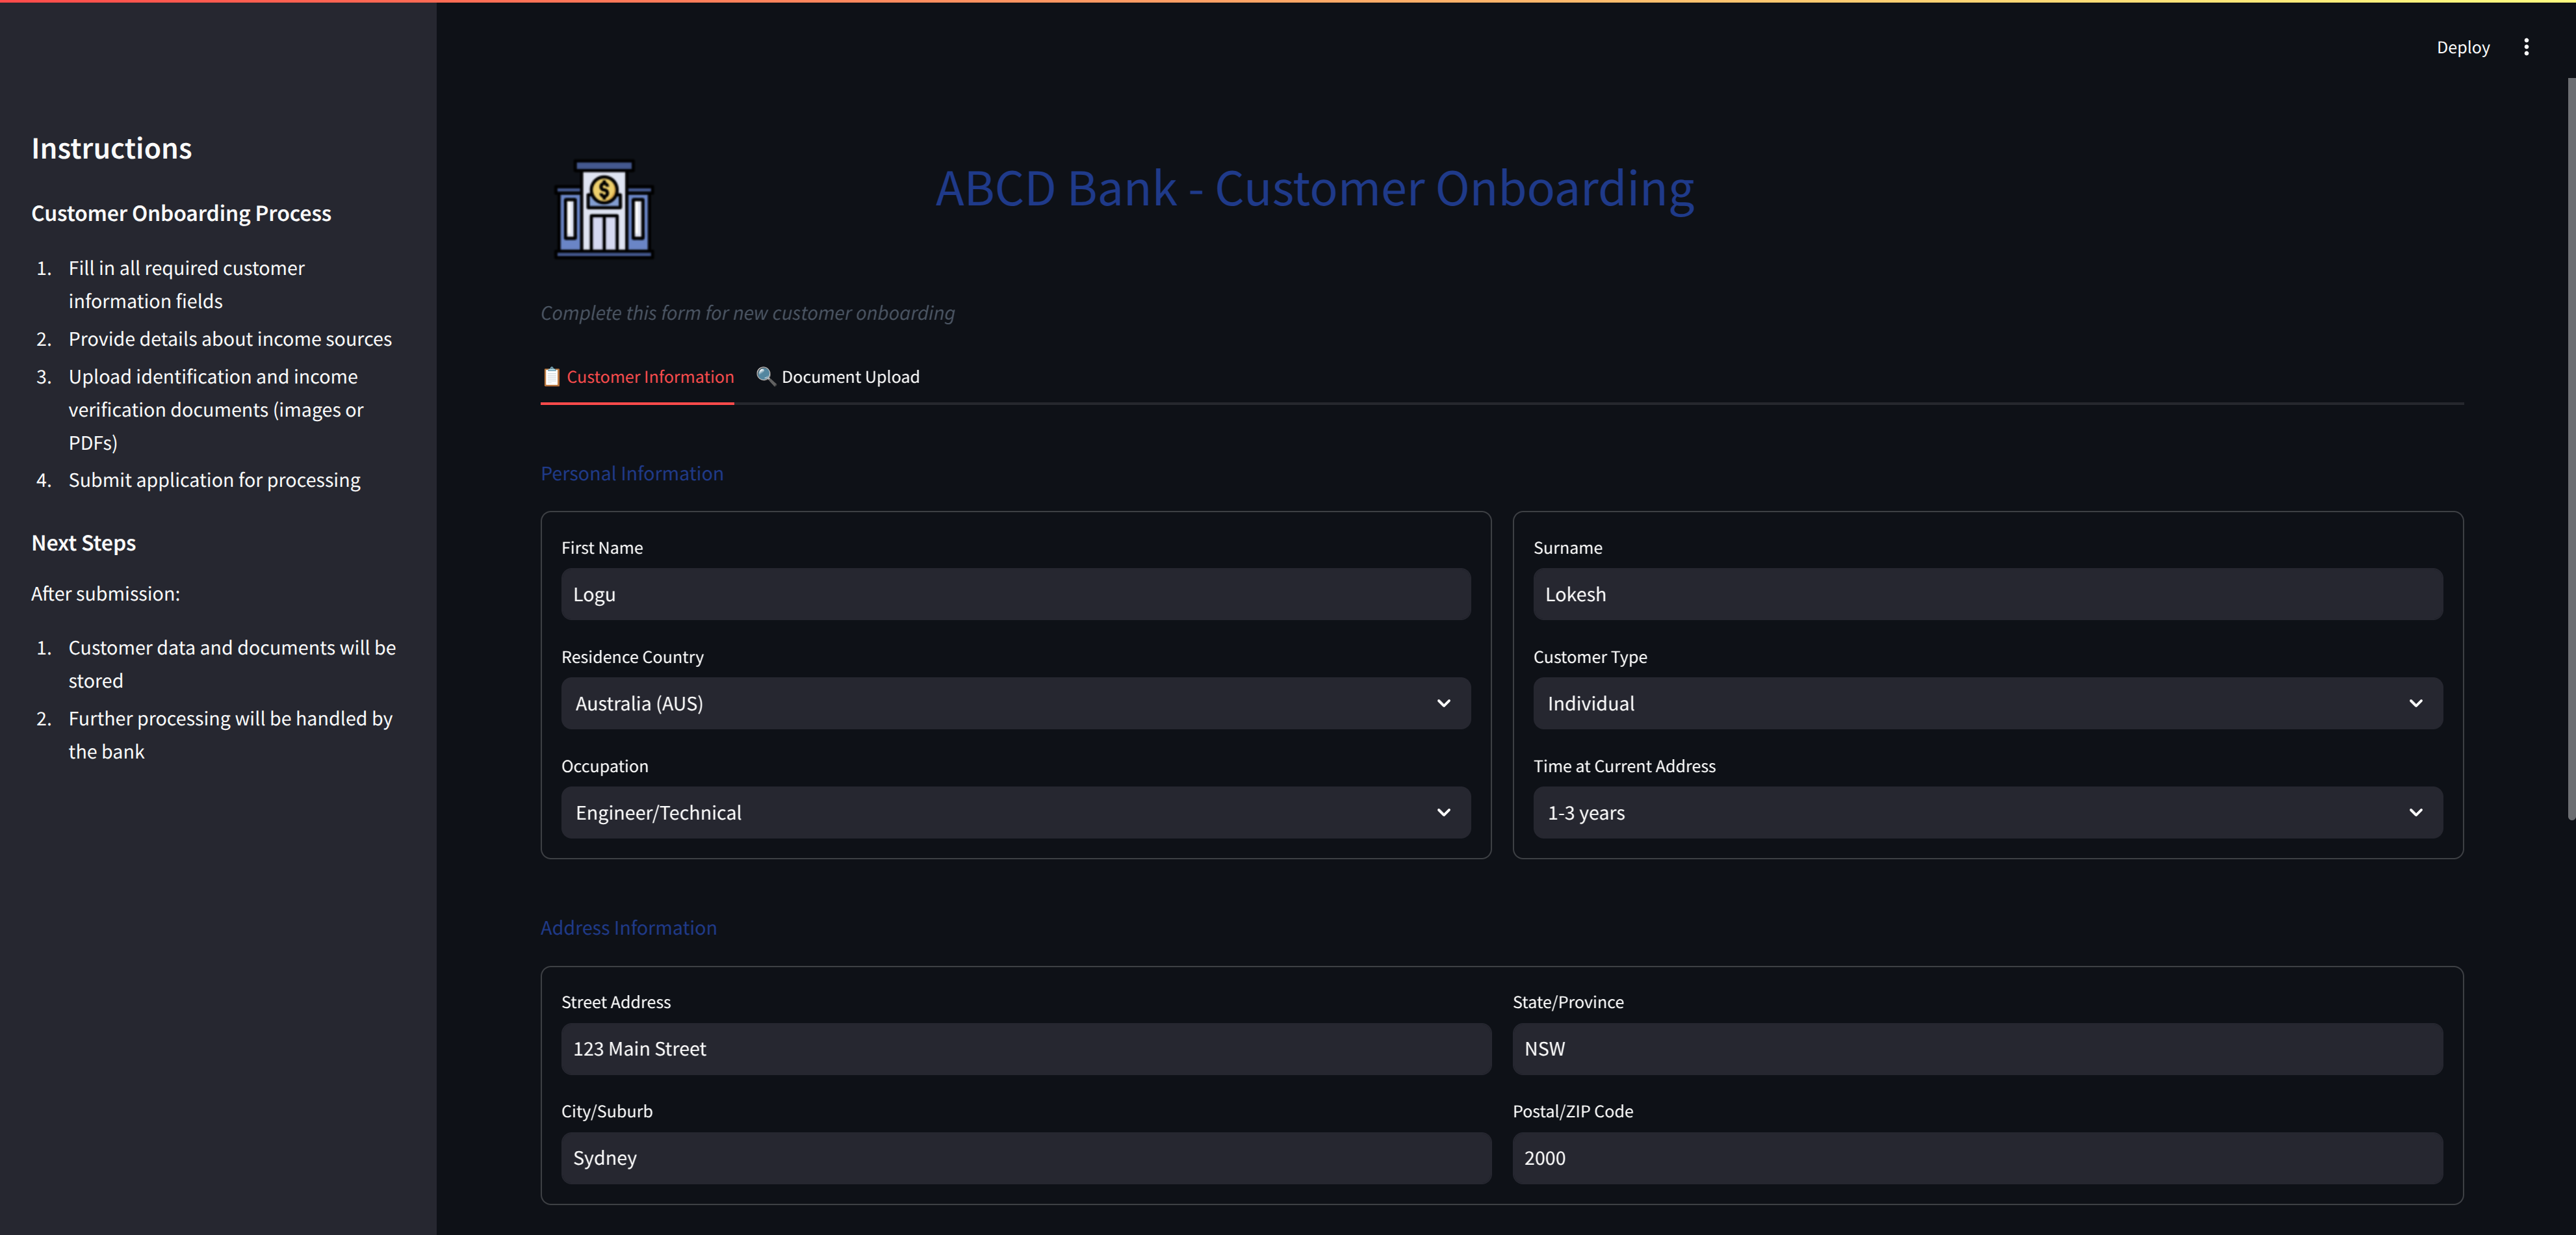 Deploy
Instructions
Customer Onboarding Process
1. Fill in all required customer
information fields
2. Provide details about income sources
3. Upload identification and income
verification documents (images or
PDFs)
4. Submit application for processing
Next Steps
After submission:
1. Customer data and documents will be
stored
2. Further processing will be handled by
the bank
$
ABCD Bank - Customer Onboarding
Complete this form for new customer onboarding
📋 Customer Information 🔍 Document Upload
Personal Information
First Name
Logu
Residence Country
Australia (AUS)
Occupation
Engineer/Technical
Surname
Lokesh
Customer Type
Individual
Time at Current Address
1-3 years
Address Information
Street Address
123 Main Street
City/Suburb
Sydney
State/Province
NSW
Postal/ZIP Code
2000